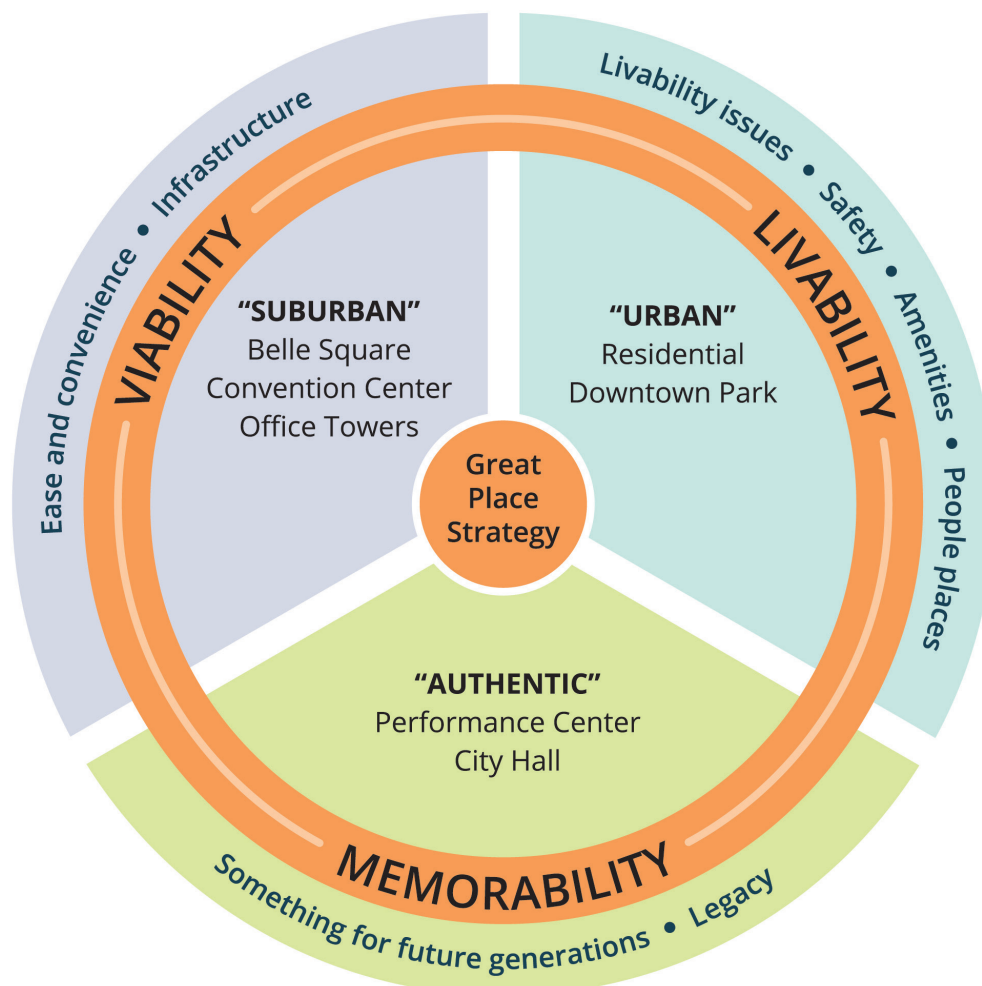 Ease and convenience • Infrastructure
VIABILITY
“SUBURBAN”
Belle Square
Convention Center
Office Towers
Livability issues • Safety • Amenities • People places
LIVABILITY
“URBAN”
Residential
Downtown Park
Great
Place
Strategy
“AUTHENTIC”
Performance Center
City Hall
MEMORABILITY
Something for future generations • Legacy